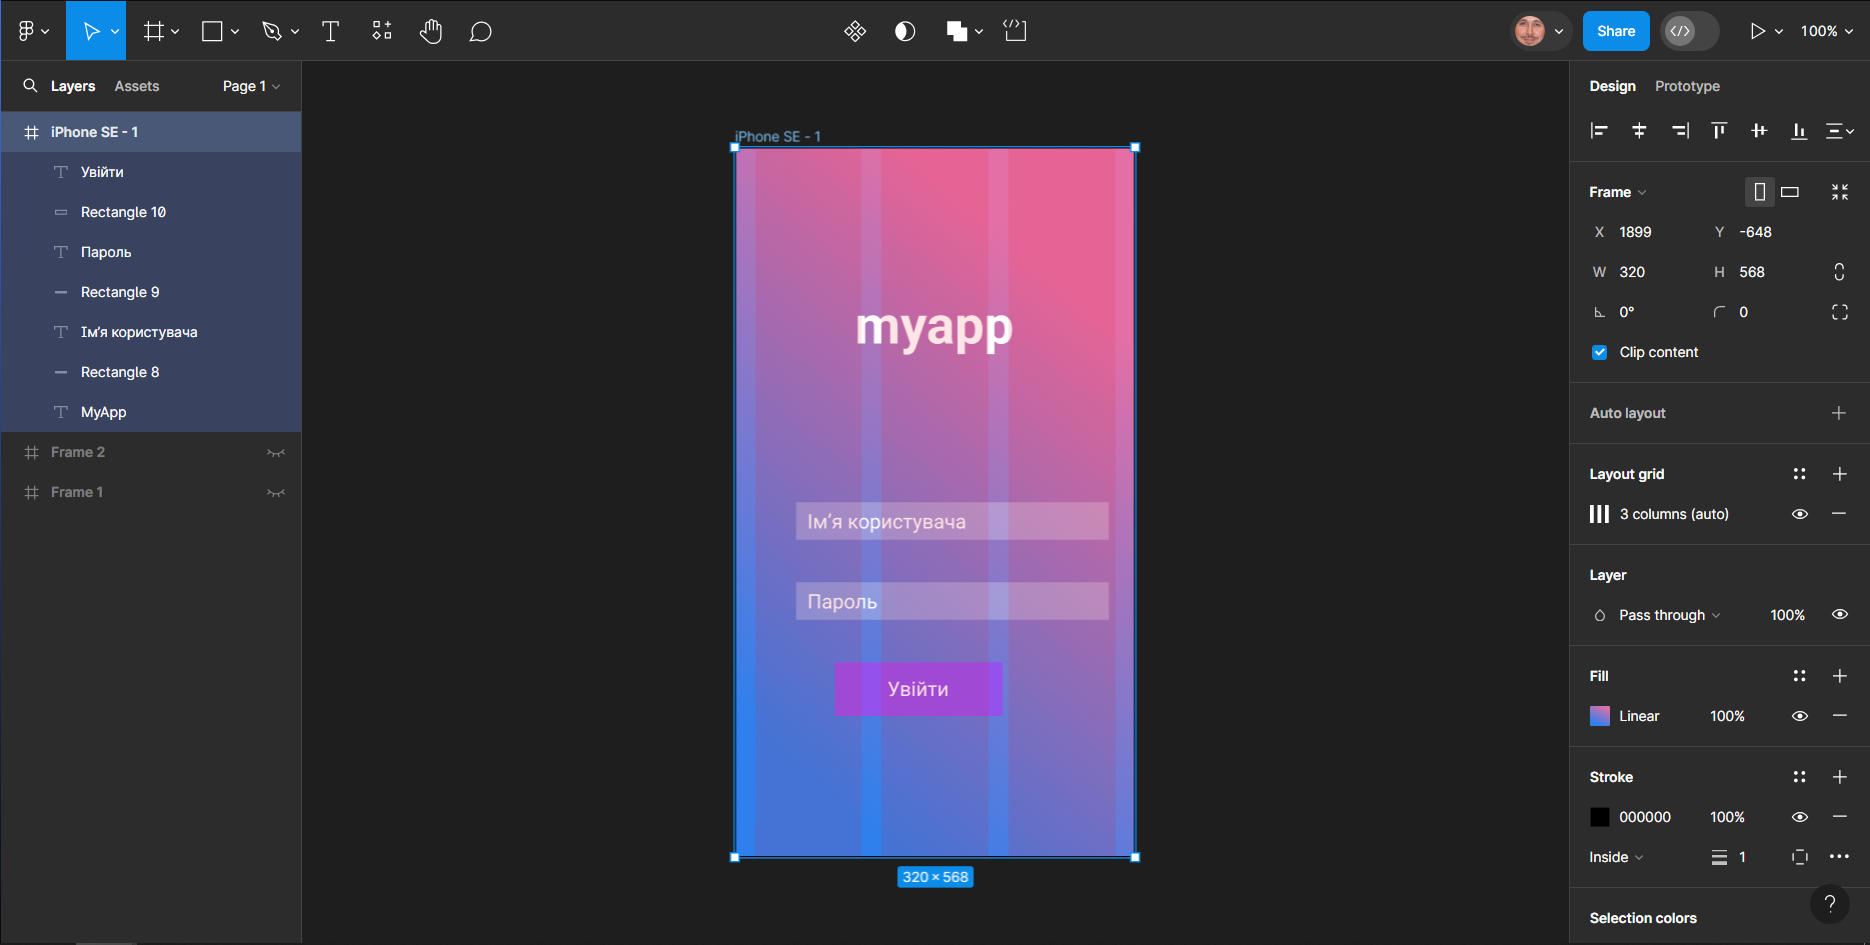 Share
100%
Layers Assets Page 1
iPhone SE - 1
Увійти
Rectangle 10
Пароль
Rectangle 9
Ім'я користувача
Rectangle 8
MyApp
Frame 2
Frame 1
iPhone SE - 1
myapp
Ім'я користувача
Пароль
Увійти
320 × 568
Design Prototype
Frame
X 1899 Y -648
W 320 H 568
0° 0
Clip content
Auto layout
Layout grid
3 columns (auto)
Layer
Pass through 100%
Fill
Linear 100%
Stroke
000000 100%
Inside 1
Selection colors
?